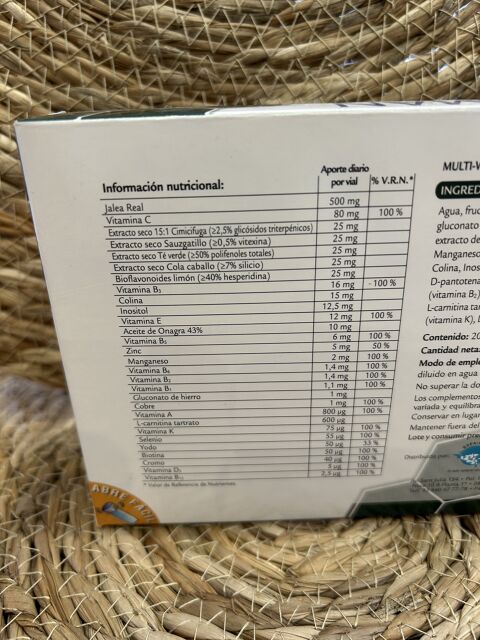 Información nutricional: Aporte diario por vial % V.R.N.*
Jalea Real 500 mg
Vitamina C 80 mg 100 %
Extracto seco 15:1 Cimicifuga (≥2,5% glicósidos triterpénicos) 25 mg
Extracto seco Sauzgatillo (≥0,5% vitexina) 25 mg
Extracto seco Té verde (≥50% polifenoles totales) 25 mg
Extracto seco Cola caballo (≥7% silicio) 25 mg
Bioflavonoides limón (≥40% hesperidina) 25 mg
Vitamina B₃ 16 mg 100 %
Colina 15 mg
Inositol 12,5 mg
Vitamina E 12 mg 100 %
Aceite de Onagra 43% 10 mg
Vitamina B₅ 6 mg 100 %
Zinc 5 mg 50 %
Manganeso 2 mg 100 %
Vitamina B₆ 1,4 mg 100 %
Vitamina B₂ 1,4 mg 100 %
Vitamina B₁ 1,1 mg 100 %
Gluconato de hierro 1 mg
Cobre 1 mg 100 %
Vitamina A 800 µg 100 %
L-carnitina tartrato 600 µg
Vitamina K 75 µg 100 %
Selenio 55 µg 100 %
Yodo 50 µg 33 %
Biotina 50 µg 100 %
Cromo 40 µg 100 %
Vitamina D₃ 5 µg 100 %
Vitamina B₁₂ 2,5 µg 100 %
* Valor de Referencia de Nutrientes
ABRE FÁCIL
MULTI-V
INGRED
Agua, fruc
gluconato
extracto de
Manganeso
Colina, Inos
D-pantotena
(vitamina B₂)
L-carnitina tar
(vitamina K),
Contenido: 20
Cantidad neta:
Modo de emple
diluido en agua
No superar la do
Los complementos
variada y equilibra
Conservar en lugar
Mantener fuera del
Lote y consumir pre
Distribuido por: